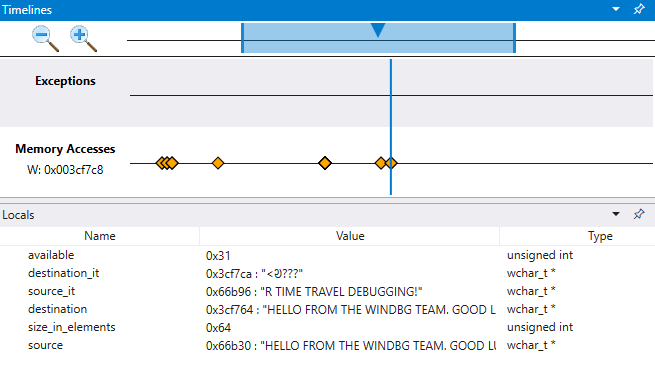 Timelines
Exceptions
Memory Accesses
W: 0x003cf7c8
Locals
Name Value Type
available 0x31 unsigned int
destination_it 0x3cf7ca : "<Ꮽ???" wchar_t *
source_it 0x66b96 : "R TIME TRAVEL DEBUGGING!" wchar_t *
destination 0x3cf764 : "HELLO FROM THE WINDBG TEAM. GOOD L wchar_t *
size_in_elements 0x64 unsigned int
source 0x66b30 : "HELLO FROM THE WINDBG TEAM. GOOD LU wchar_t *